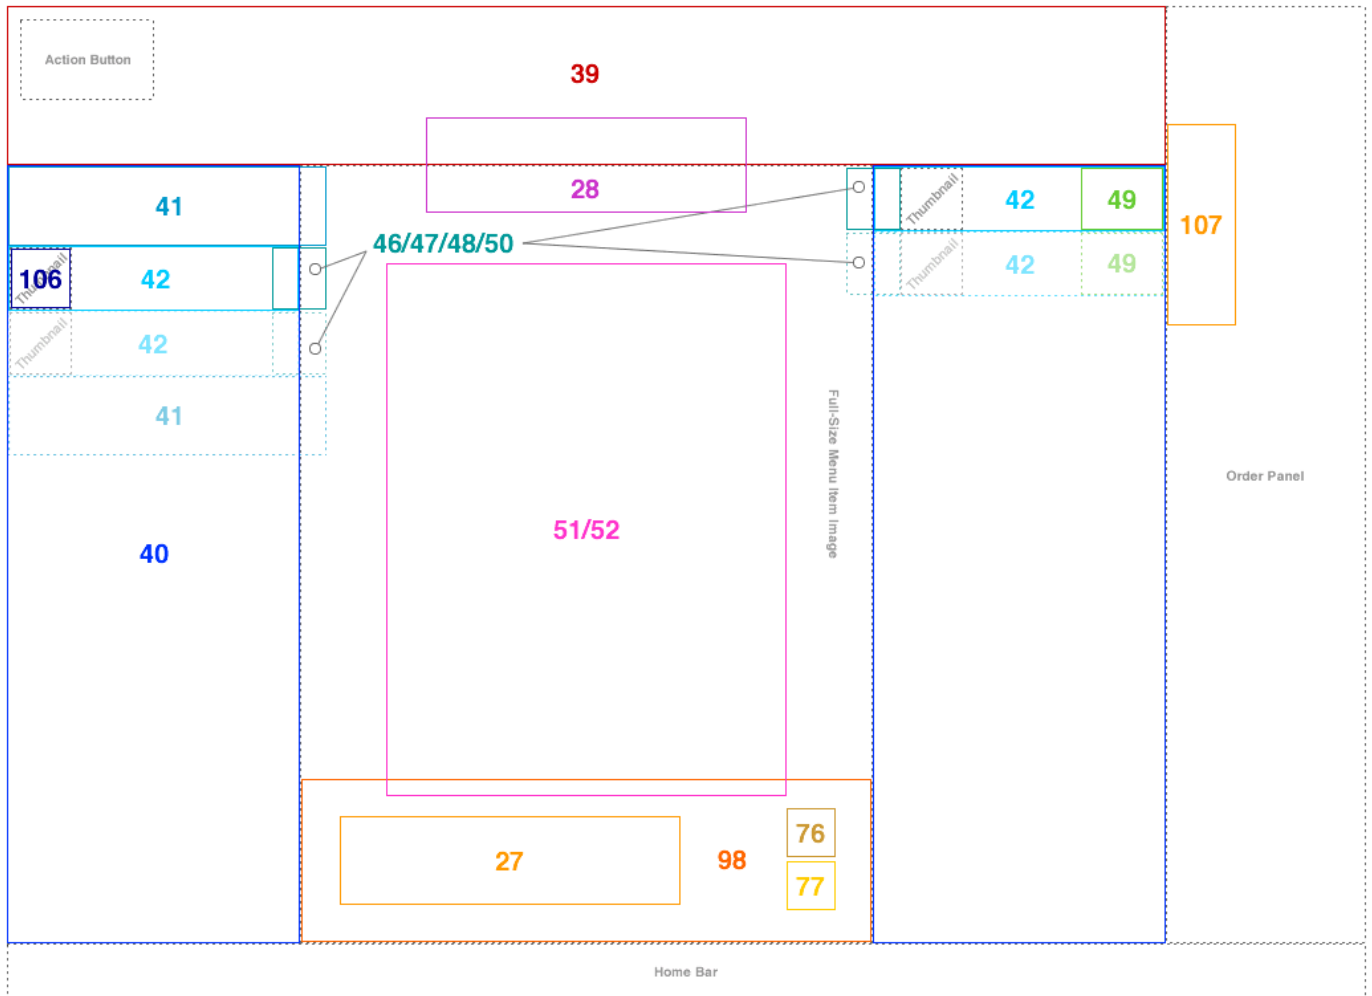 Action Button
39
28
41
46/47/48/50
Thumbnail
42
49
107
Thumbnail
42
49
Thumbnail
106
42
Thumbnail
42
41
Full-Size Menu Item Image
Order Panel
51/52
40
76
27
98
77
Home Bar